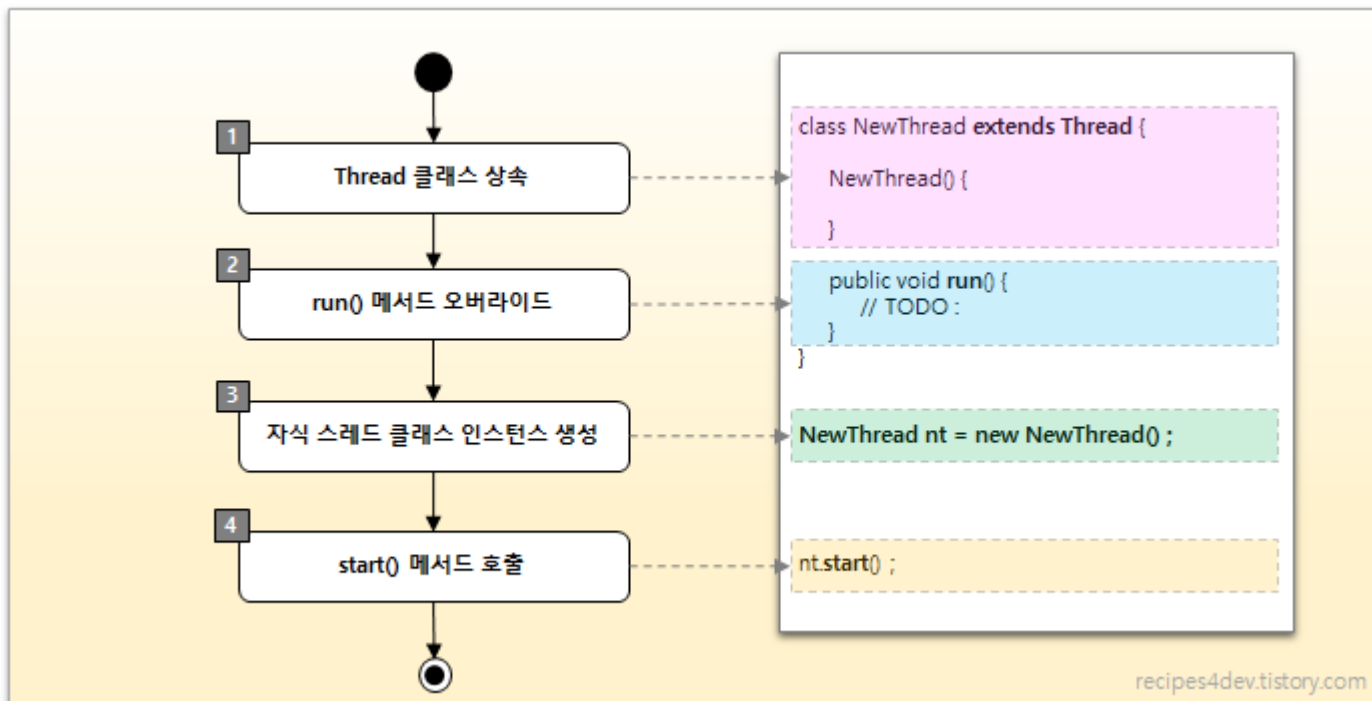 1
Thread 클래스 상속
2
run() 메서드 오버라이드
3
자식 스레드 클래스 인스턴스 생성
4
start() 메서드 호출
class NewThread extends Thread {
NewThread() {
}
public void run() {
// TODO :
}
}
NewThread nt = new NewThread() ;
nt.start() ;
recipes4dev.tistory.com